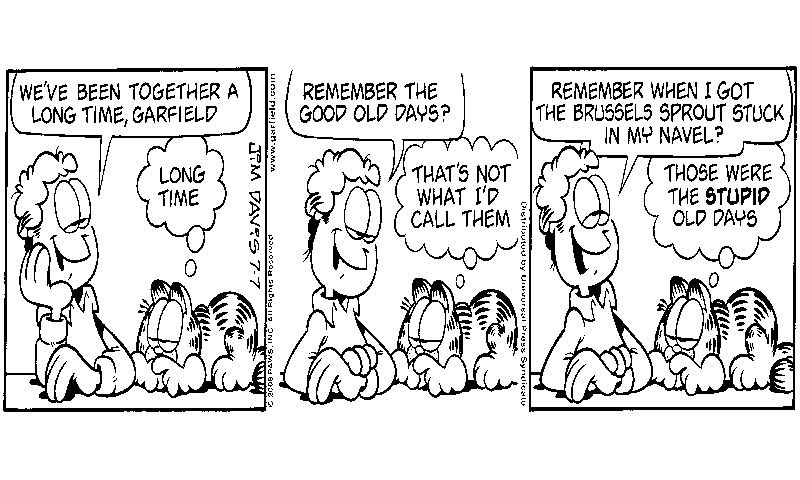 WE'VE BEEN TOGETHER A
LONG TIME, GARFIELD
LONG
TIME
JIM DAVIS 7-7
www.garfield.com
© 2008 PAWS, INC. All Rights Reserved.
REMEMBER THE
GOOD OLD DAYS?
THAT'S NOT
WHAT I'D
CALL THEM
Distributed by Universal Press Syndicate
REMEMBER WHEN I GOT
THE BRUSSELS SPROUT STUCK
IN MY NAVEL?
THOSE WERE
THE STUPID
OLD DAYS